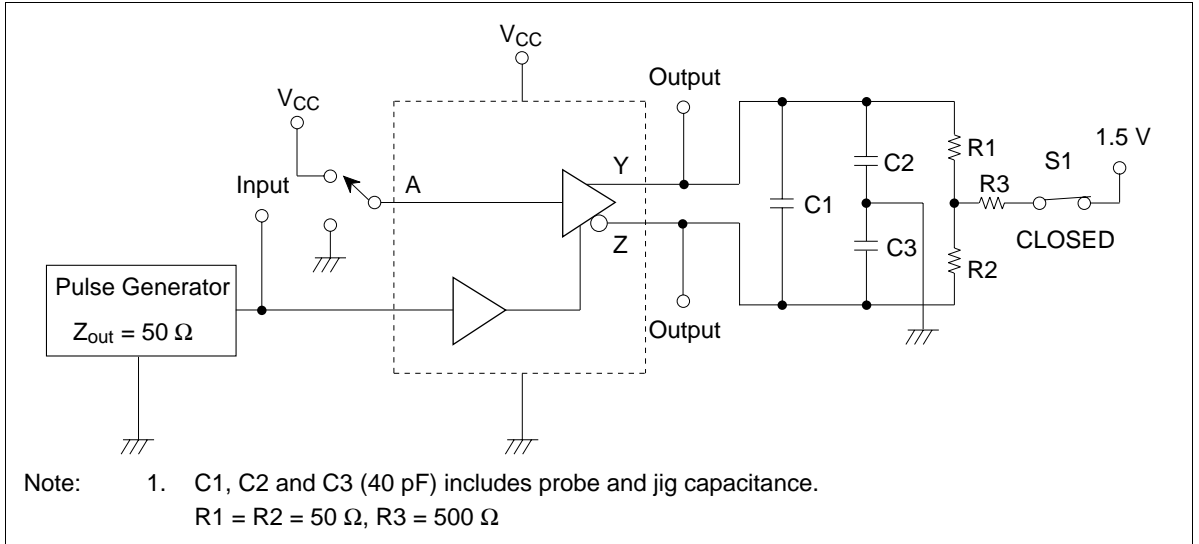 VCC
Output
VCC
1.5 V
Input
A
Y
Z
C1
C2
C3
R1
R3
S1
CLOSED
R2
Pulse Generator
Zout = 50 Ω
Output
Note: 1. C1, C2 and C3 (40 pF) includes probe and jig capacitance.
R1 = R2 = 50 Ω, R3 = 500 Ω